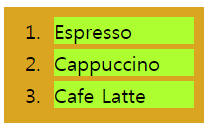 1. Espresso
2. Cappuccino
3. Cafe Latte